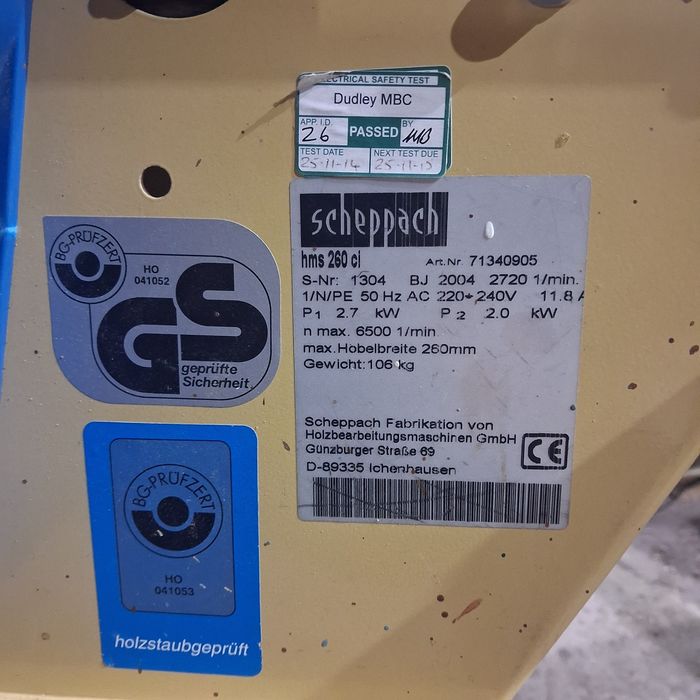 ELECTRICAL SAFETY TEST
Dudley MBC
APP. I.D.
26
PASSED
BY
MB
TEST DATE
25-11-14
NEXT TEST DUE
25-11-15
scheppach
hms 260 ci Art.Nr. 71340905
S-Nr: 1304 BJ 2004 2720 1/min.
1/N/PE 50 Hz AC 220-240V 11.8 A
P1 2.7 kW P2 2.0 kW
n max. 6500 1/min
max.Hobelbreite 260mm
Gewicht:106 kg
Scheppach Fabrikation von
Holzbearbeitungsmaschinen GmbH
Günzburger Straße 69
D-89335 Ichenhausen
CE
BG-PRÜFZERT
HO
041052
GS
geprüfte
Sicherheit
BG-PRÜFZERT
HO
041053
holzstaubgeprüft